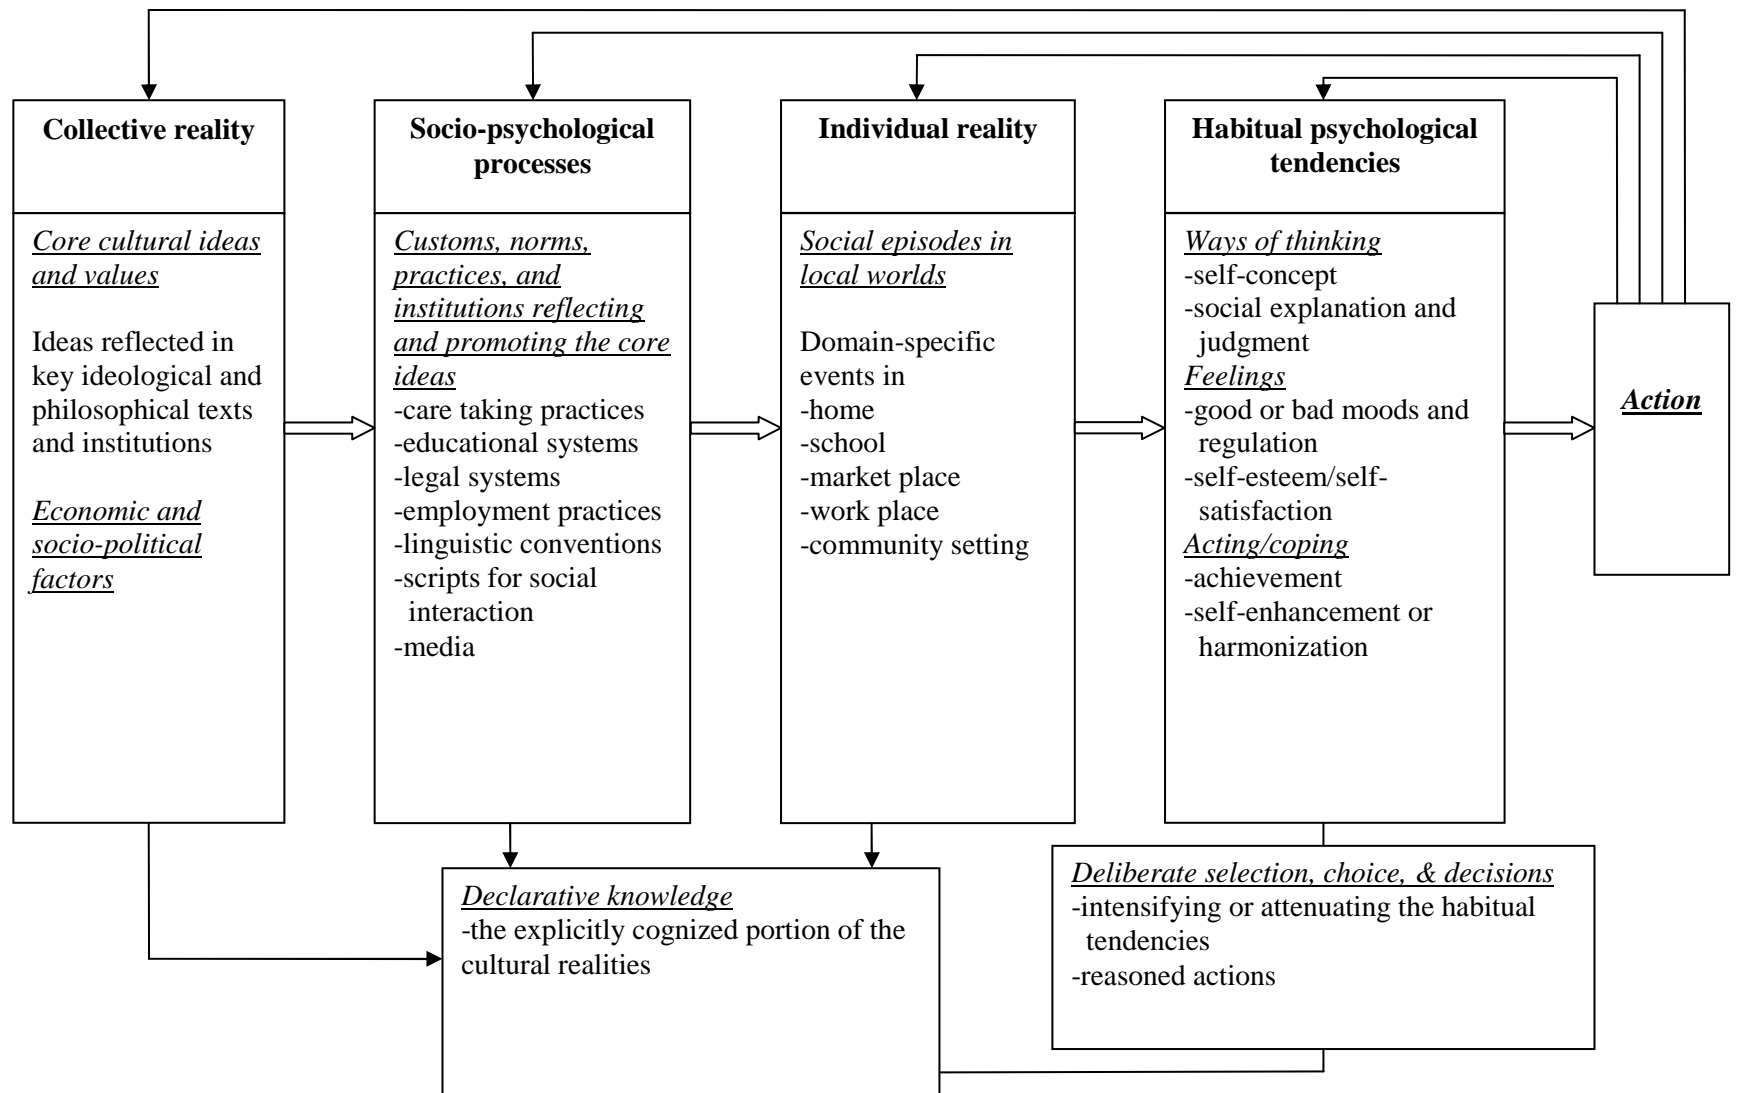 Collective reality
Core cultural ideas
and values
Ideas reflected in
key ideological and
philosophical texts
and institutions
Economic and
socio-political
factors
Socio-psychological
processes
Customs, norms,
practices, and
institutions reflecting
and promoting the core
ideas
-care taking practices
-educational systems
-legal systems
-employment practices
-linguistic conventions
-scripts for social
interaction
-media
Individual reality
Social episodes in
local worlds
Domain-specific
events in
-home
-school
-market place
-work place
-community setting
Habitual psychological
tendencies
Ways of thinking
-self-concept
-social explanation and
judgment
Feelings
-good or bad moods and
regulation
-self-esteem/self-
satisfaction
Acting/coping
-achievement
-self-enhancement or
harmonization
Action
Declarative knowledge
-the explicitly cognized portion of the
cultural realities
Deliberate selection, choice, & decisions
-intensifying or attenuating the habitual
tendencies
-reasoned actions